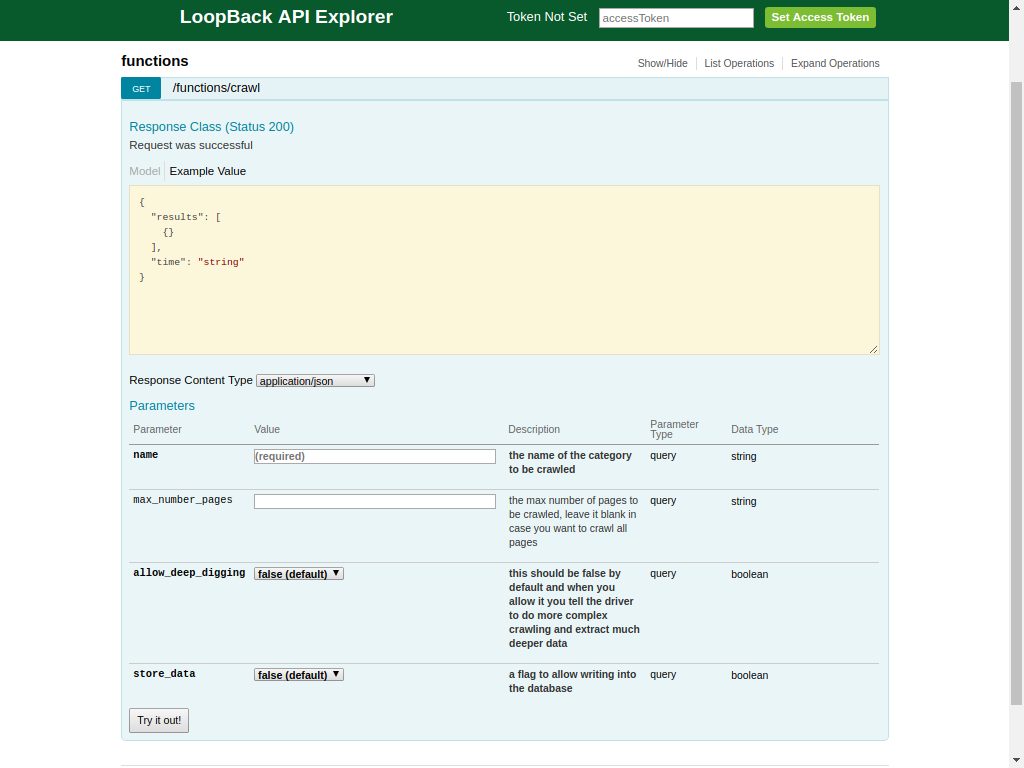 LoopBack API Explorer Token Not Set accessToken Set Access Token
functions Show/Hide List Operations Expand Operations
GET /functions/crawl
Response Class (Status 200)
Request was successful
Model Example Value
{
"results": [
{}
],
"time": "string"
}
Response Content Type application/json
Parameters
Parameter Value Description Parameter Type Data Type
name (required) the name of the category query string
to be crawled
max_number_pages the max number of pages to query string
be crawled, leave it blank in
case you want to crawl all
pages
allow_deep_digging false (default) this should be false by query boolean
default and when you
allow it you tell the driver
to do more complex
crawling and extract much
deeper data
store_data false (default) a flag to allow writing into query boolean
the database
Try it out!